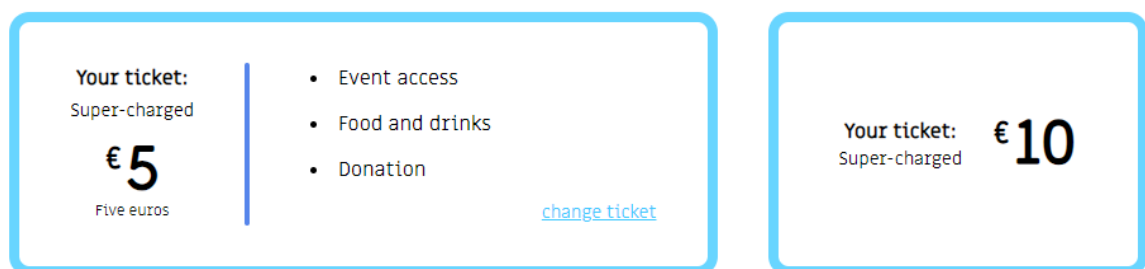 Your ticket:
Super-charged
€5
Five euros
• Event access
• Food and drinks
• Donation
change ticket
Your ticket:
Super-charged
€10